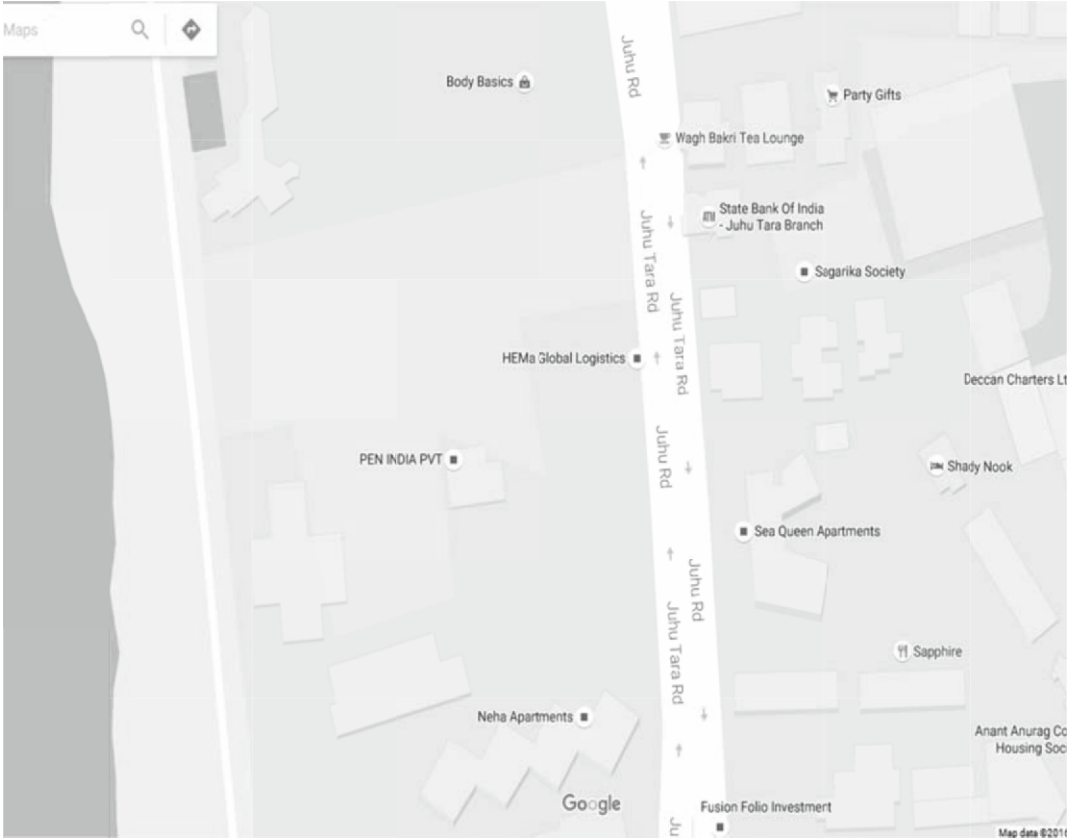 Maps
Juhu Rd
Body Basics
Party Gifts
Wagh Bakri Tea Lounge
State Bank Of India
- Juhu Tara Branch
ATM
Juhu Tara Rd
Sagarika Society
Juhu Tara Rd
HEMa Global Logistics
Deccan Charters Lt
Juhu Rd
PEN INDIA PVT
Shady Nook
Sea Queen Apartments
Juhu Rd
Juhu Tara Rd
Sapphire
Neha Apartments
Anant Anurag Co
Housing Soc
Google
Fusion Folio Investment
Ju
Map data ©2016